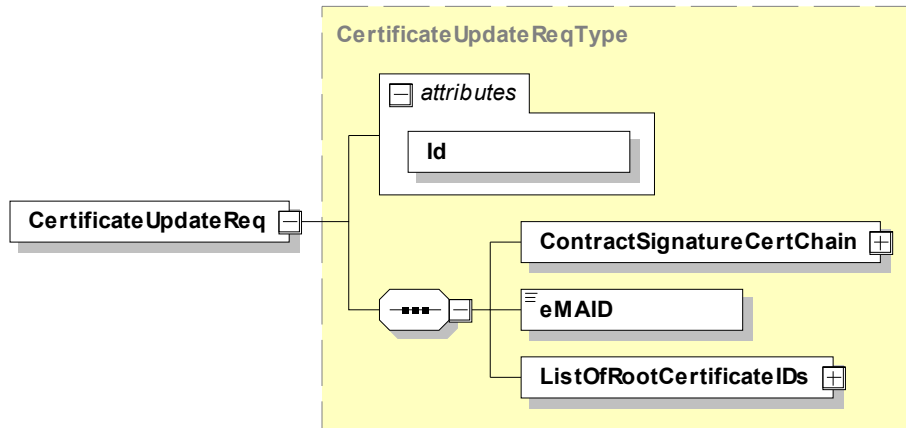 CertificateUpdateReqType
attributes
Id
CertificateUpdateReq
ContractSignatureCertChain
eMAID
ListOfRootCertificateIDs